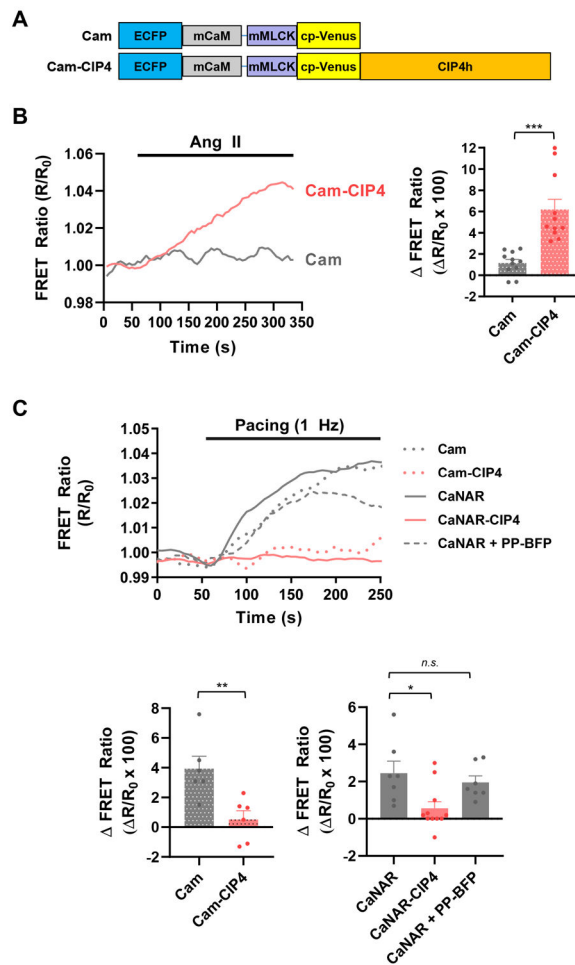 A
Cam ECFP mCaM mMLCK cp-Venus
Cam-CIP4 ECFP mCaM mMLCK cp-Venus CIP4h
B
Ang II
FRET Ratio (R/R0)
1.06
1.04
1.02
1.00
0.98
Cam-CIP4
Cam
0 50 100 150 200 250 300 350
Time (s)
***
Δ FRET Ratio
(ΔR/R0 x 100)
12
10
8
6
4
2
0
-2
Cam
Cam-CIP4
C
Pacing (1 Hz)
FRET Ratio
(R/R0)
1.05
1.04
1.03
1.02
1.01
1.00
0.99
0 50 100 150 200 250
Time (s)
Cam
Cam-CIP4
CaNAR
CaNAR-CIP4
CaNAR + PP-BFP
**
Δ FRET Ratio
(ΔR/R0 x 100)
8
6
4
2
0
-2
Cam
Cam-CIP4
n.s.
*
Δ FRET Ratio
(ΔR/R0 x 100)
6
4
2
0
-2
CaNAR
CaNAR-CIP4
CaNAR + PP-BFP